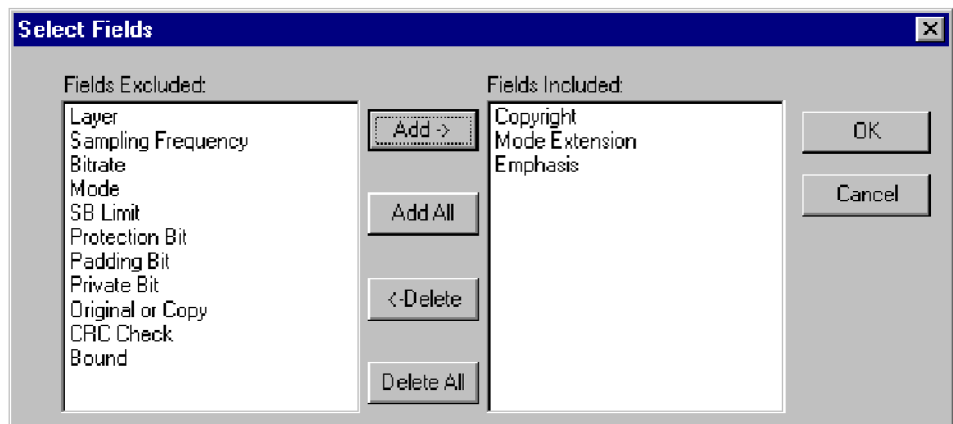 Select Fields
Fields Excluded:
Layer
Sampling Frequency
Bitrate
Mode
SB Limit
Protection Bit
Padding Bit
Private Bit
Original or Copy
CRC Check
Bound
Add ->
Add All
<-Delete
Delete All
Fields Included:
Copyright
Mode Extension
Emphasis
OK
Cancel